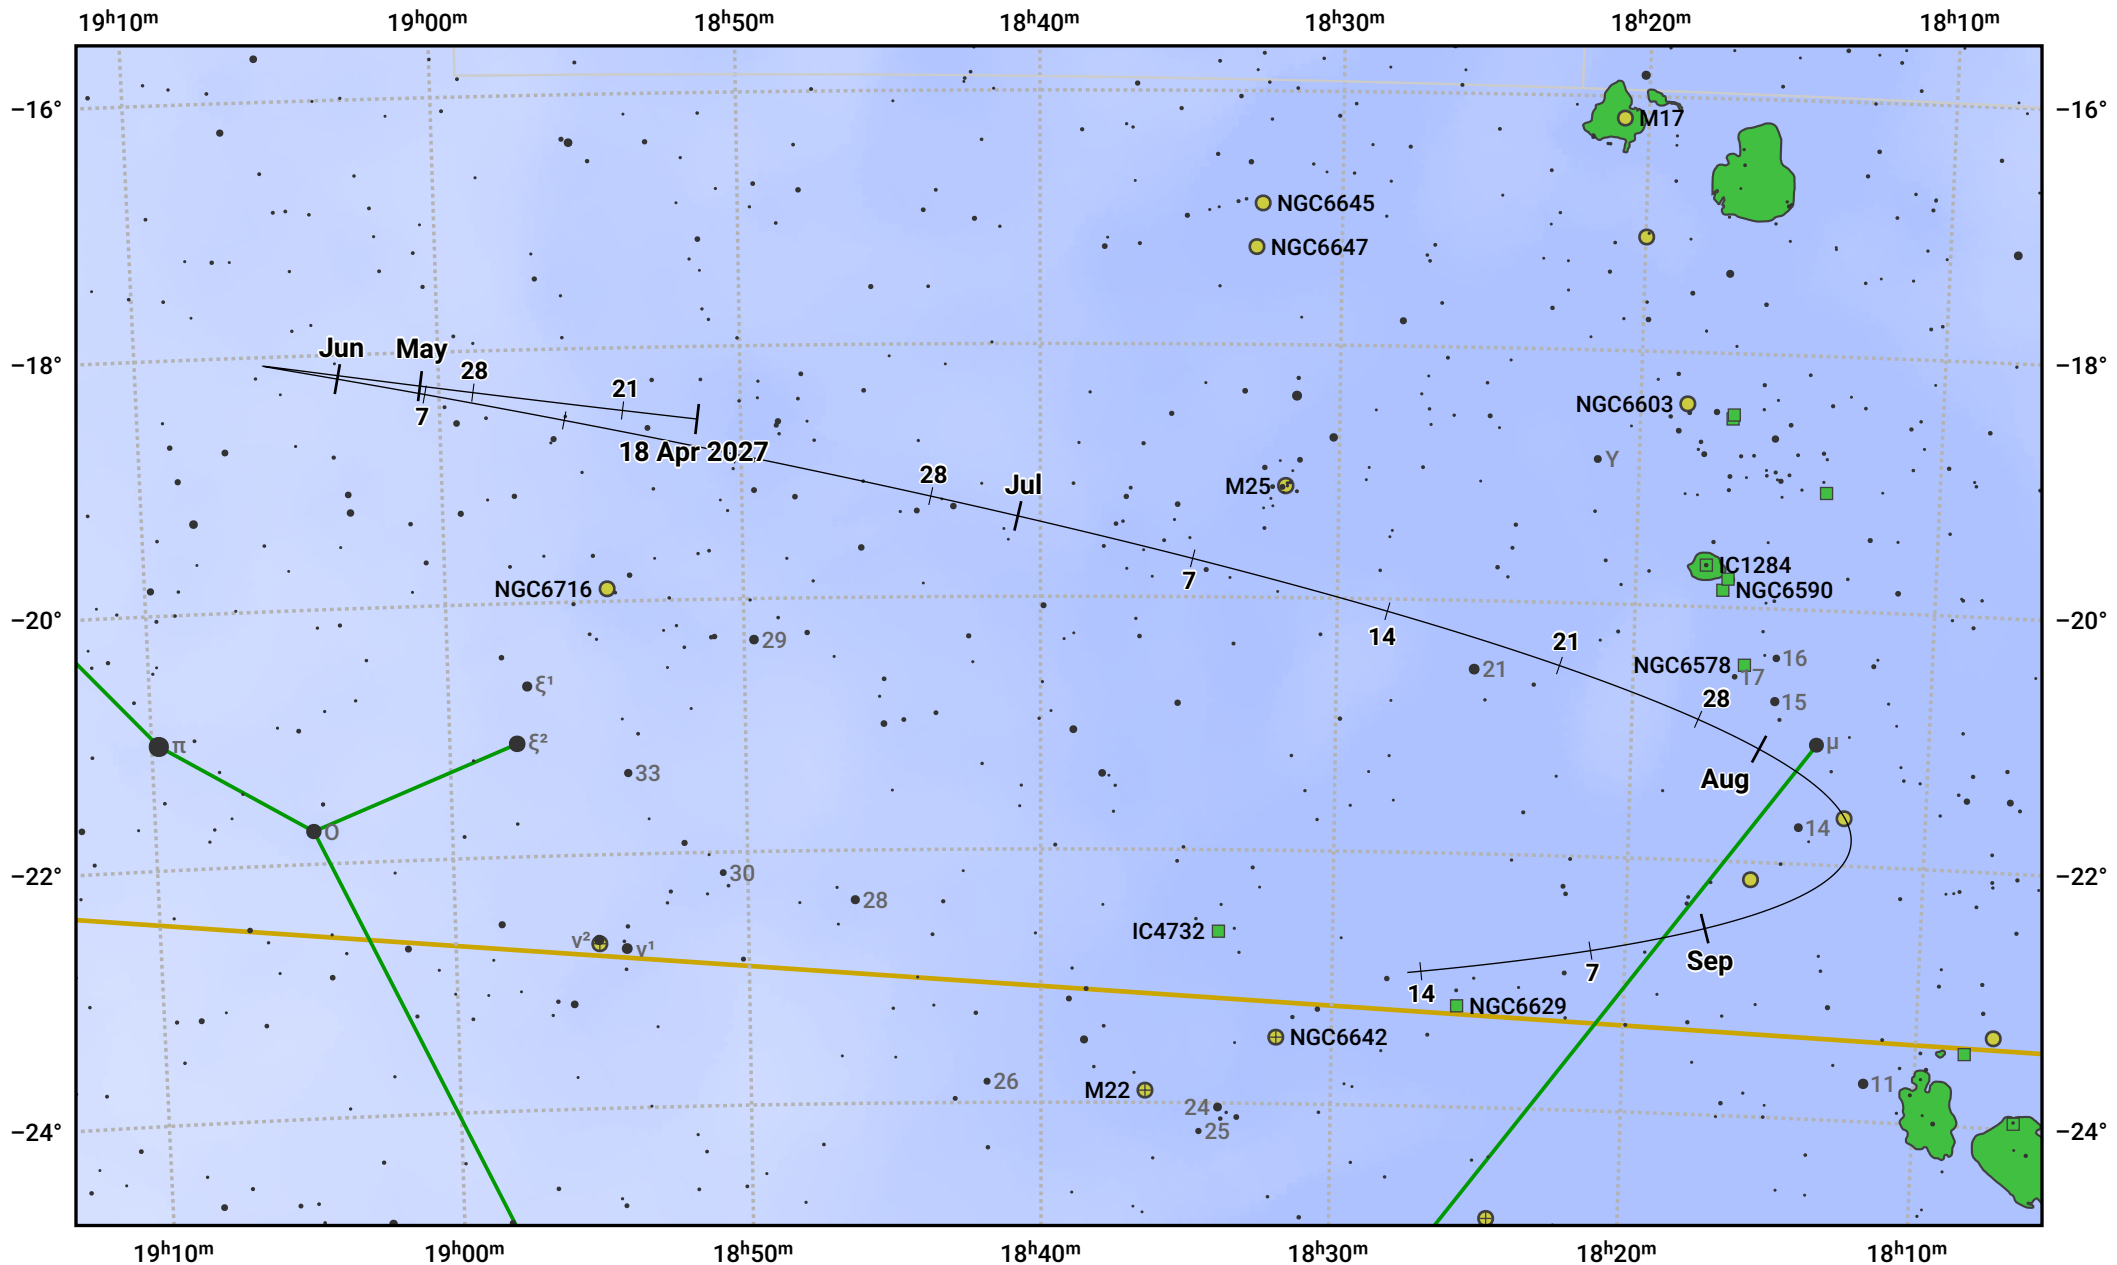 19h10m 19h00m 18h50m 18h40m 18h30m 18h20m 18h10m
−16° −16°
M17
NGC6645
NGC6647
Jun May
−18° 28 −18°
21
7 NGC6603
18 Apr 2027 Y
28 Jul M25
IC1284
7
NGC6716 NGC6590
−20° −20°
14 21
29
NGC6578 16
21 17
ξ¹ 28 15
π ξ² μ
33 Aug
ο 14
30 −22° −22°
28
IC4732
ν² ν¹
Sep
7
14
NGC6629
NGC6642
26 M22 11
24
25
−24° −24°
19h10m 19h00m 18h50m 18h40m 18h30m 18h20m 18h10m